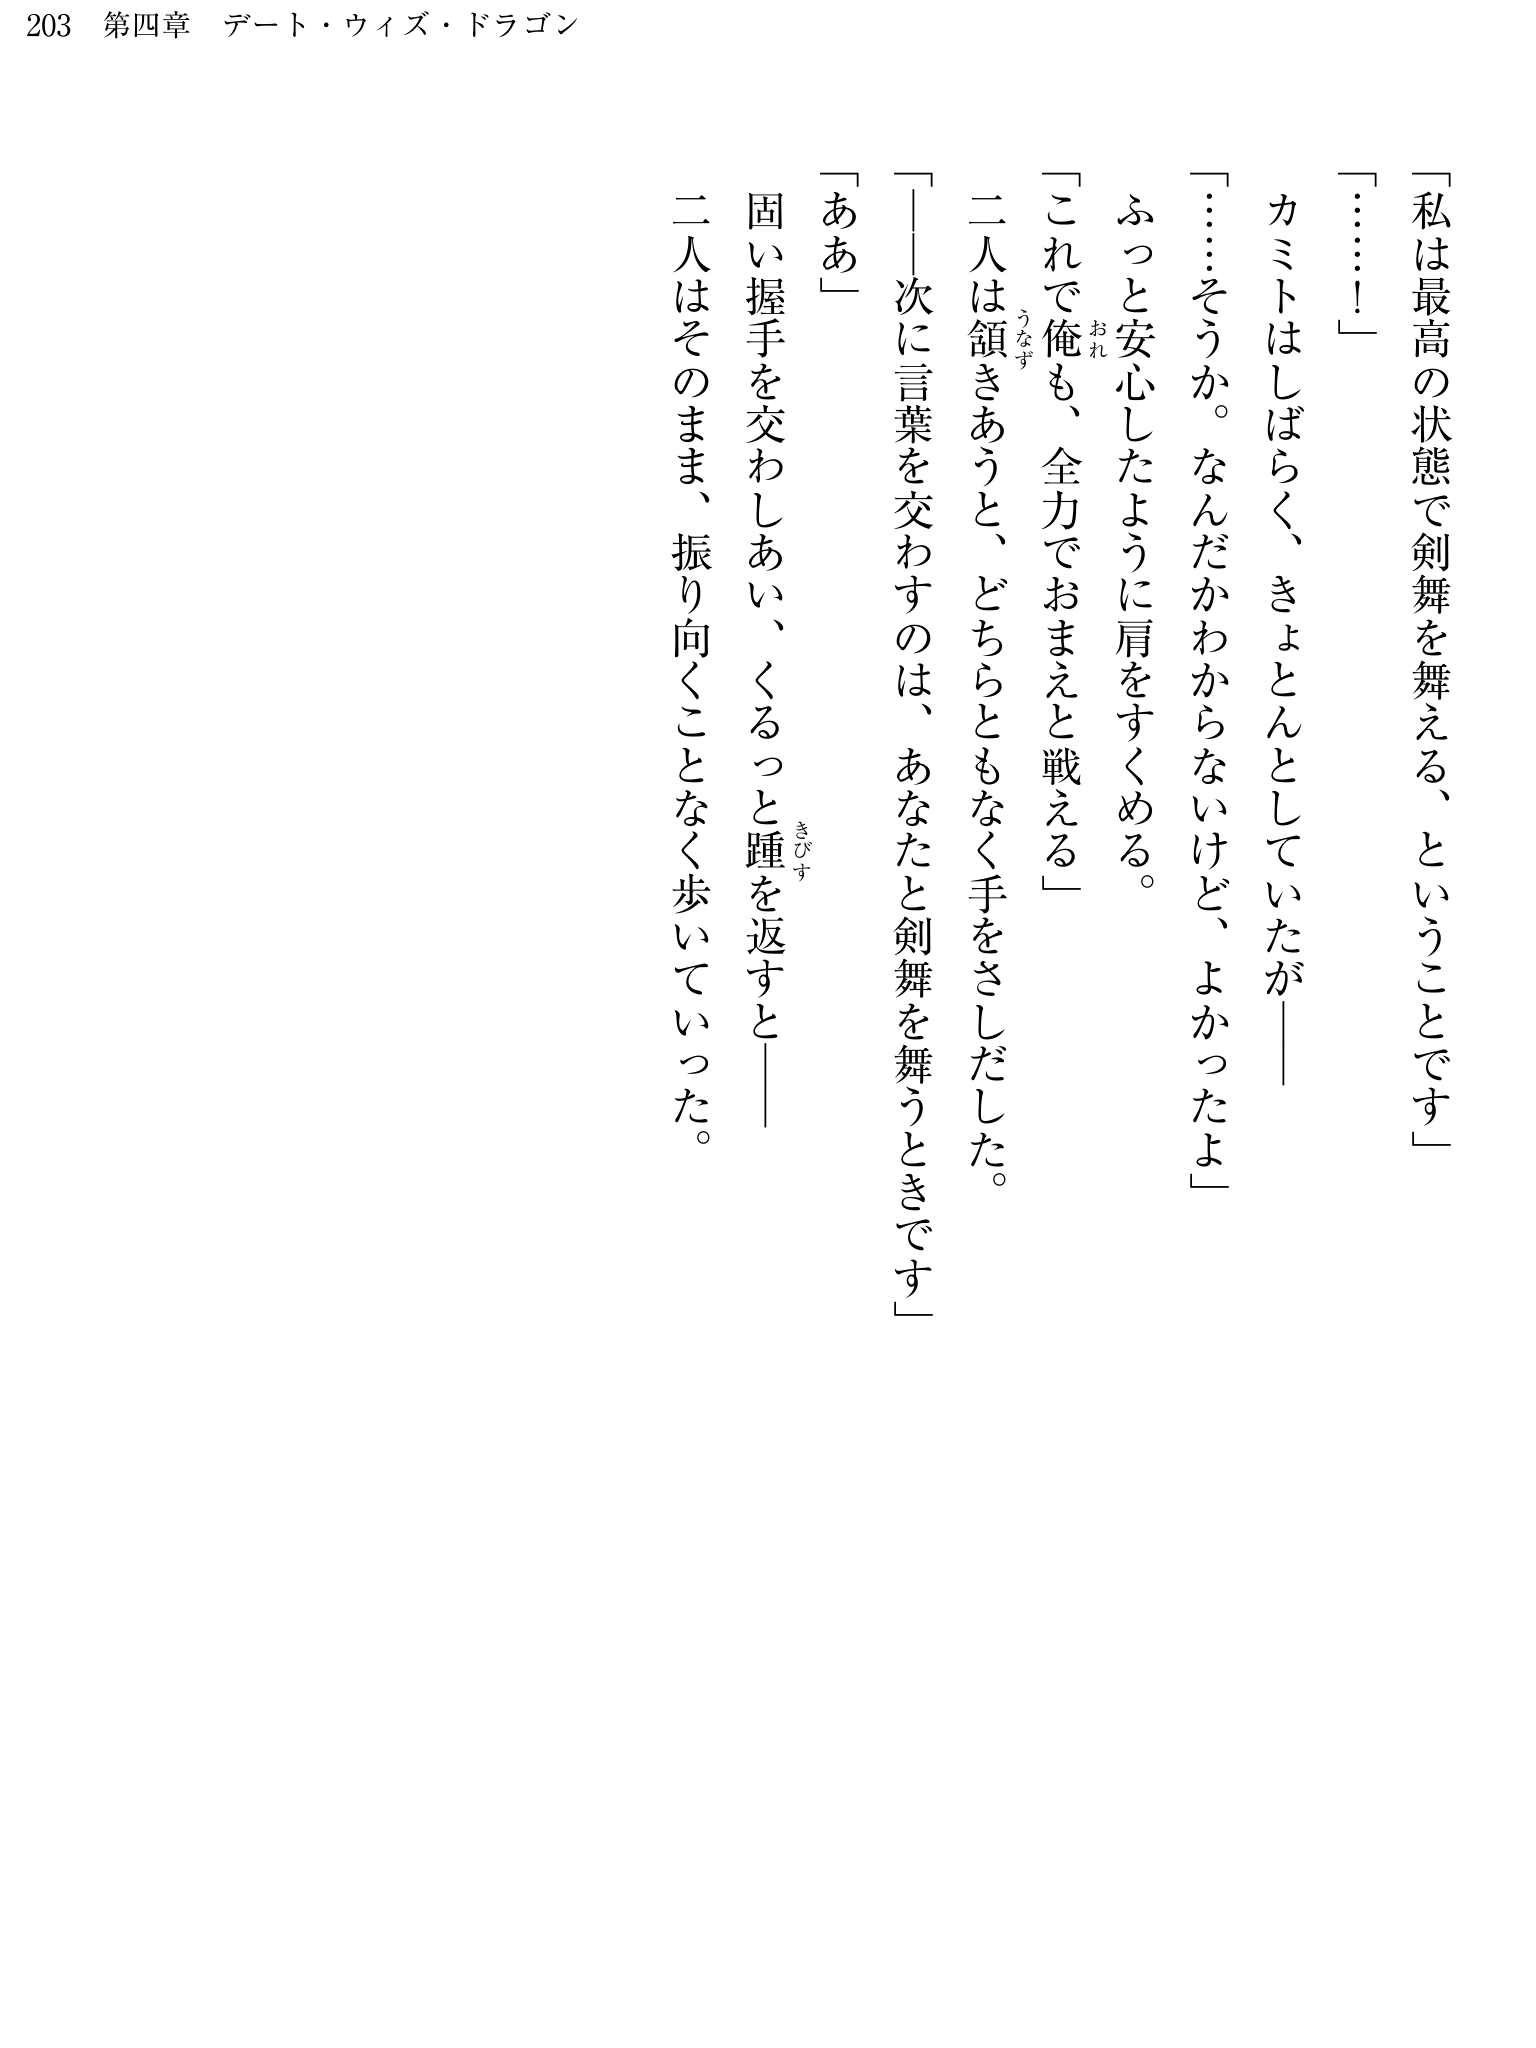 203　第四章　デート・ウィズ・ドラゴン
「私は最高の状態で剣舞を舞える、ということです」
「……！」
　カミトはしばらく、きょとんとしていたが――
「……そうか。なんだかわからないけど、よかったよ」
　ふっと安心したように肩をすくめる。
「これで俺おれも、全力でおまえと戦える」
　二人は頷うなずきあうと、どちらともなく手をさしだした。
「――次に言葉を交わすのは、あなたと剣舞を舞うときです」
「ああ」
　固い握手を交わしあい、くるっと踵きびすを返すと――
　二人はそのまま、振り向くことなく歩いていった。